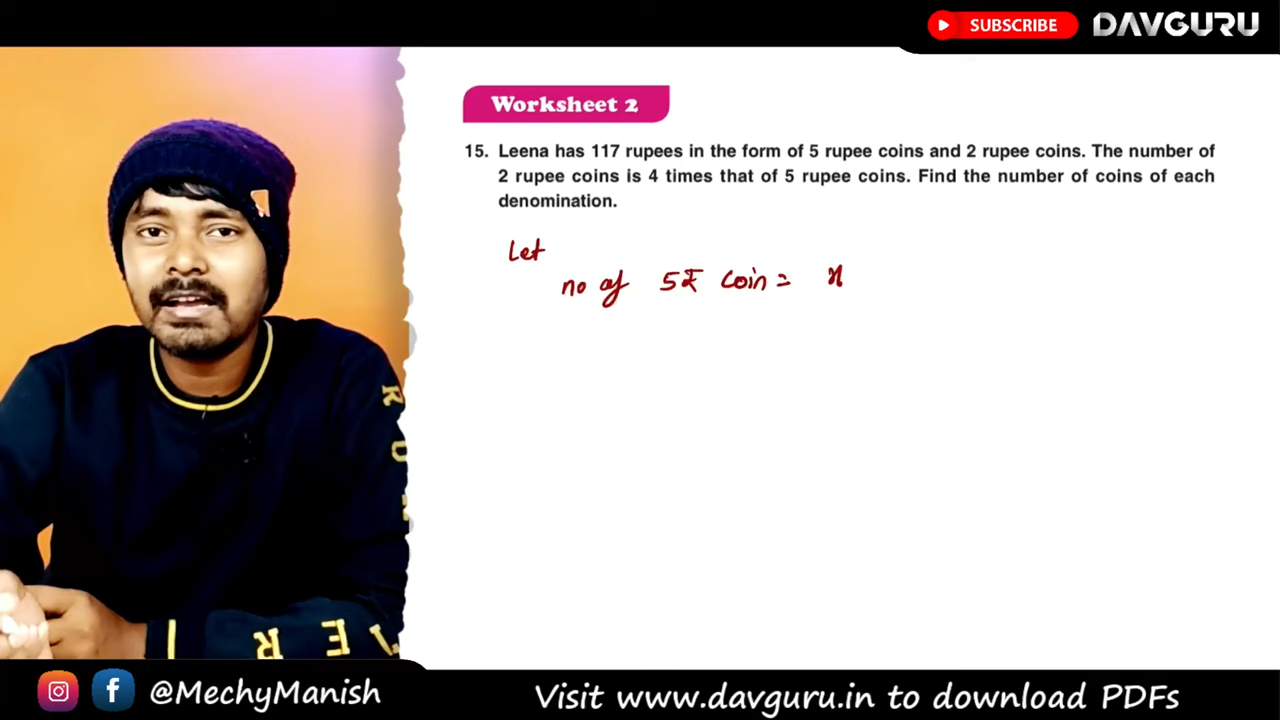 SUBSCRIBE DAVGURU
Worksheet 2
15. Leena has 117 rupees in the form of 5 rupee coins and 2 rupee coins. The number of
2 rupee coins is 4 times that of 5 rupee coins. Find the number of coins of each
denomination.
Let
no of 5₹ Coin = x
K
O
R
I R E A
@MechyManish
Visit www.davguru.in to download PDFs